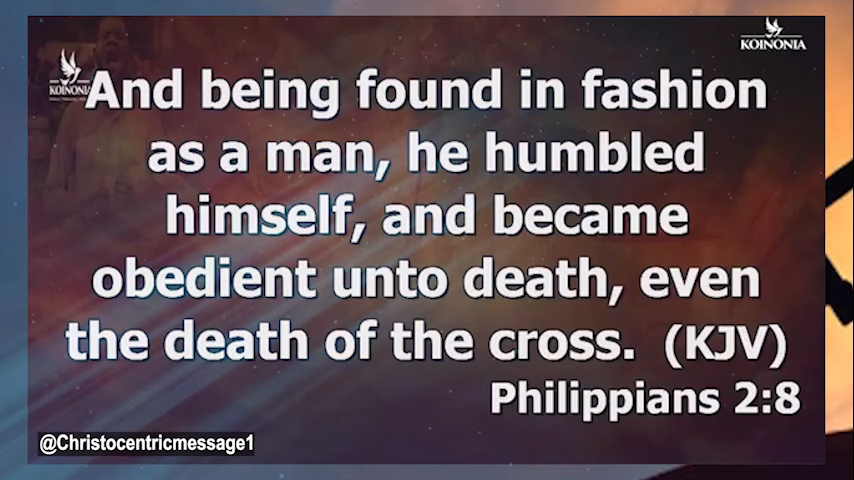 KOINONIA
KOINONIA
And being found in fashion
as a man, he humbled
himself, and became
obedient unto death, even
the death of the cross. (KJV)
Philippians 2:8
@Christocentricmessage1